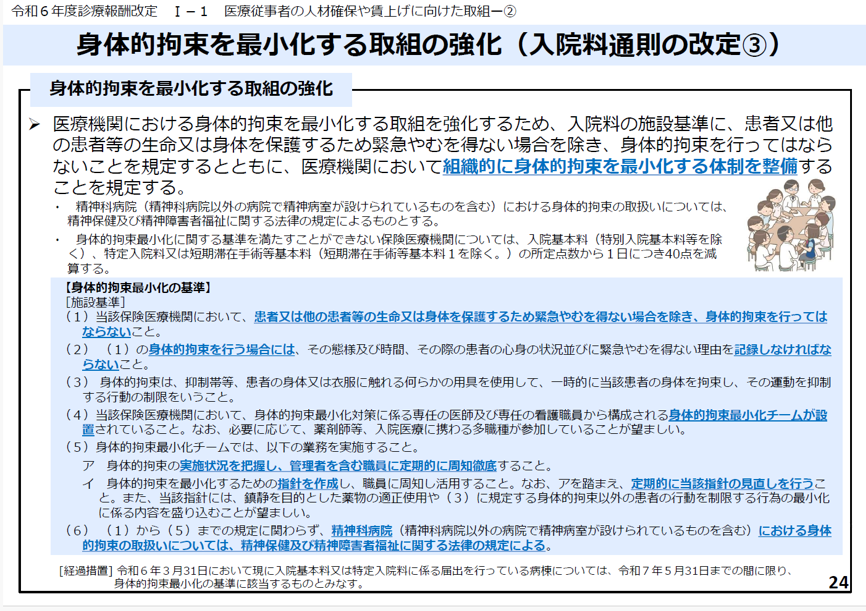 令和６年度診療報酬改定　Ⅰ－１　医療従事者の人材確保や賃上げに向けた取組ー②
身体的拘束を最小化する取組の強化（入院料通則の改定③）
身体的拘束を最小化する取組の強化
➢ 医療機関における身体的拘束を最小化する取組を強化するため、入院料の施設基準に、患者又は他
の患者等の生命又は身体を保護するため緊急やむを得ない場合を除き、身体的拘束を行ってはなら
ないことを規定するとともに、医療機関において組織的に身体的拘束を最小化する体制を整備する
ことを規定する。
・　精神科病院（精神科病院以外の病院で精神病室が設けられているものを含む）における身体的拘束の取扱いについては、
精神保健及び精神障害者福祉に関する法律の規定によるものとする。
・　身体的拘束最小化に関する基準を満たすことができない保険医療機関については、入院基本料（特別入院基本料等を除
く）、特定入院料又は短期滞在手術等基本料（短期滞在手術等基本料１を除く。）の所定点数から１日につき40点を減
算する。
【身体的拘束最小化の基準】
［施設基準］
（１）当該保険医療機関において、患者又は他の患者等の生命又は身体を保護するため緊急やむを得ない場合を除き、身体的拘束を行っては
ならないこと。
（２）（１）の身体的拘束を行う場合には、その態様及び時間、その際の患者の心身の状況並びに緊急やむを得ない理由を記録しなければな
らないこと。
（３） 身体的拘束は、抑制帯等、患者の身体又は衣服に触れる何らかの用具を使用して、一時的に当該患者の身体を拘束し、その運動を抑制
する行動の制限をいうこと。
（４）当該保険医療機関において、身体的拘束最小化対策に係る専任の医師及び専任の看護職員から構成される身体的拘束最小化チームが設
置されていること。なお、必要に応じて、薬剤師等、入院医療に携わる多職種が参加していることが望ましい。
（５）身体的拘束最小化チームでは、以下の業務を実施すること。
ア　身体的拘束の実施状況を把握し、管理者を含む職員に定期的に周知徹底すること。
イ　身体的拘束を最小化するための指針を作成し、職員に周知し活用すること。なお、アを踏まえ、定期的に当該指針の見直しを行うこ
と。また、当該指針には、鎮静を目的とした薬物の適正使用や（３）に規定する身体的拘束以外の患者の行動を制限する行為の最小化
に係る内容を盛り込むことが望ましい。
（６）（１）から（５）までの規定に関わらず、精神科病院（精神科病院以外の病院で精神病室が設けられているものを含む）における身体
的拘束の取扱いについては、精神保健及び精神障害者福祉に関する法律の規定による。
［経過措置］令和６年３月31日において現に入院基本料又は特定入院料に係る届出を行っている病棟については、令和７年５月31日までの間に限り、
身体的拘束最小化の基準に該当するものとみなす。
24